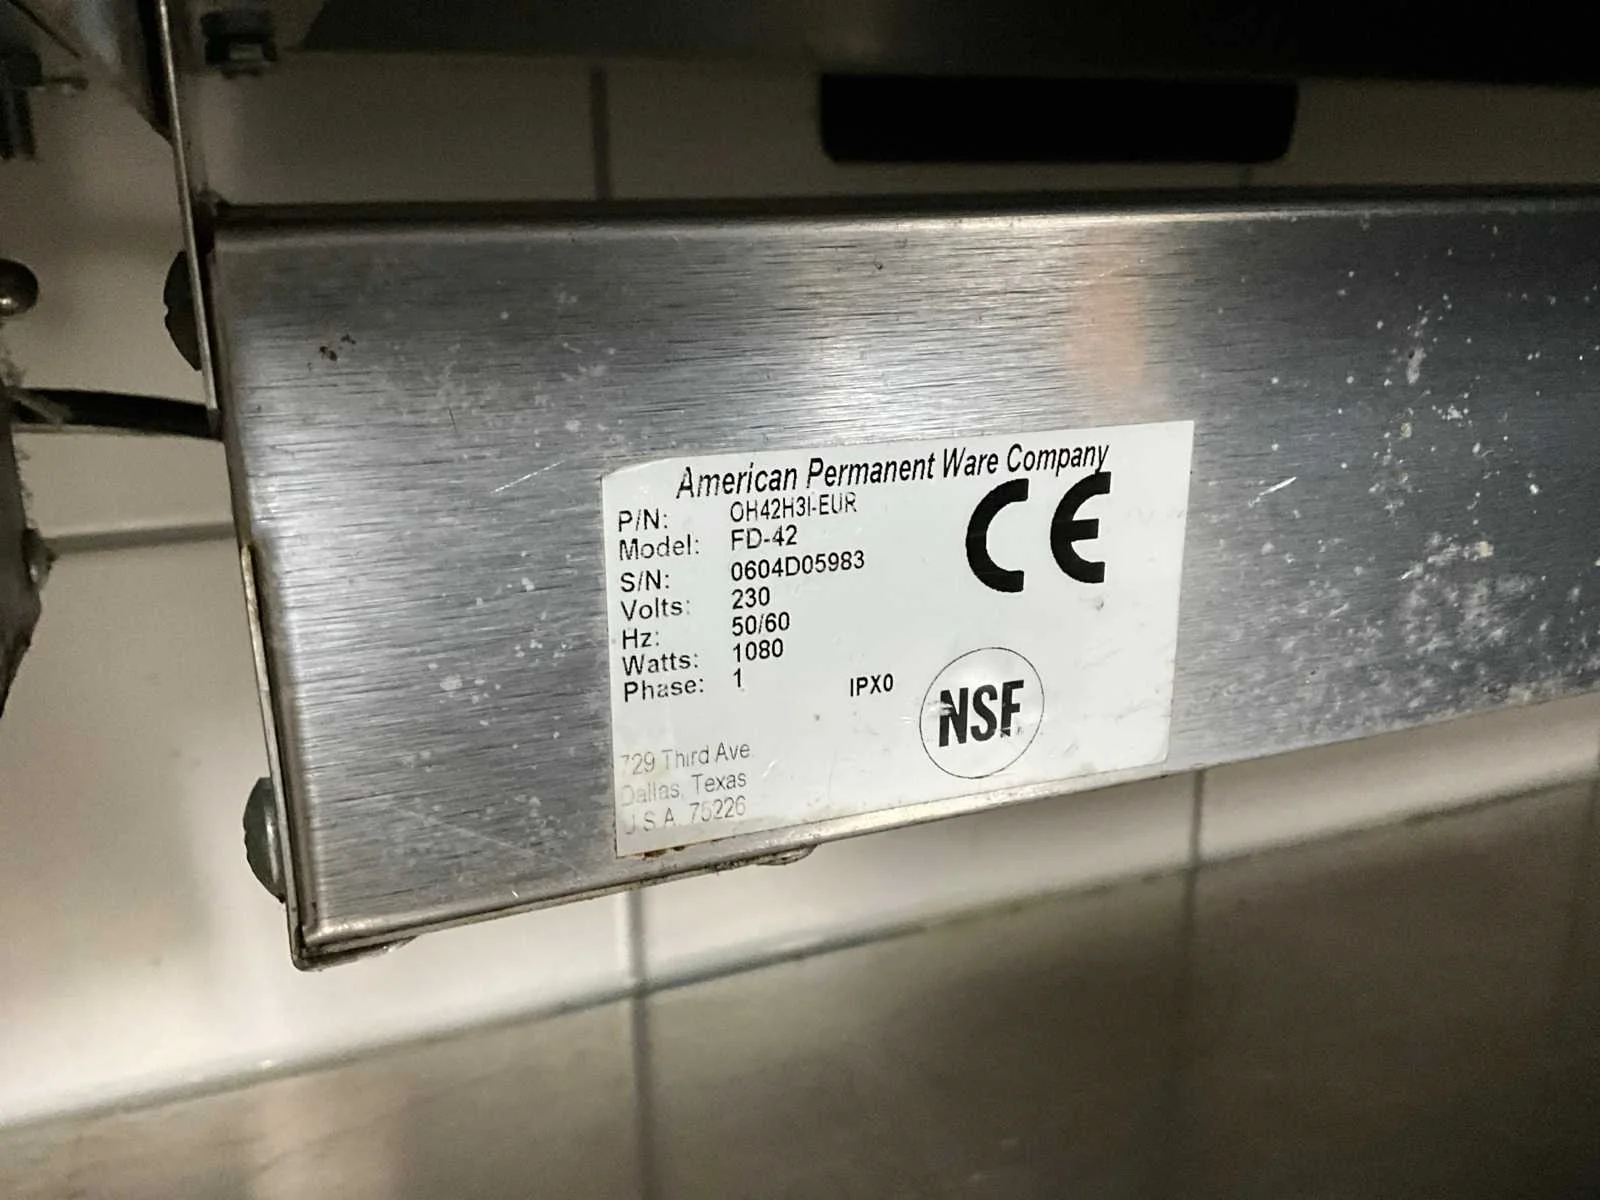 American Permanent Ware Company
P/N: OH42H3I-EUR
Model: FD-42
S/N: 0604D05983
Volts: 230
Hz: 50/60
Watts: 1080
Phase: 1
IPX0
CE
NSF
729 Third Ave.
Dallas, Texas
U.S.A. 75226